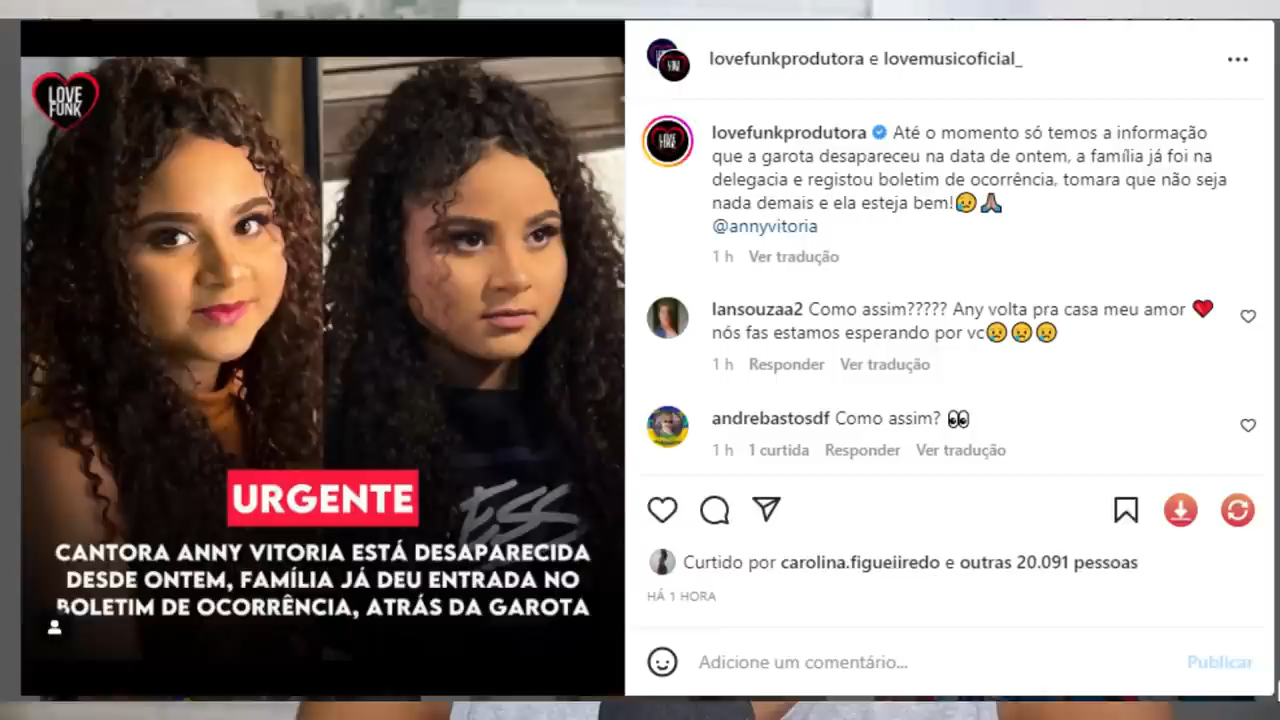 LOVE
FUNK
URGENTE
CANTORA ANNY VITORIA ESTÁ DESAPARECIDA
DESDE ONTEM, FAMÍLIA JÁ DEU ENTRADA NO
BOLETIM DE OCORRÊNCIA, ATRÁS DA GAROTA
lovefunkprodutora e lovemusicoficial_
lovefunkprodutora Até o momento só temos a informação
que a garota desapareceu na data de ontem, a família já foi na
delegacia e registou boletim de ocorrência, tomara que não seja
nada demais e ela esteja bem!😥🙏🏽
@annyvitoria
1 h Ver tradução
lansouzaa2 Como assim????? Any volta pra casa meu amor ❤️
nós fas estamos esperando por vc😢😢😢
1 h Responder Ver tradução
andrebastosdf Como assim? 👀
1 h 1 curtida Responder Ver tradução
Curtido por carolina.figueiiredo e outras 20.091 pessoas
HÁ 1 HORA
Adicione um comentário... Publicar